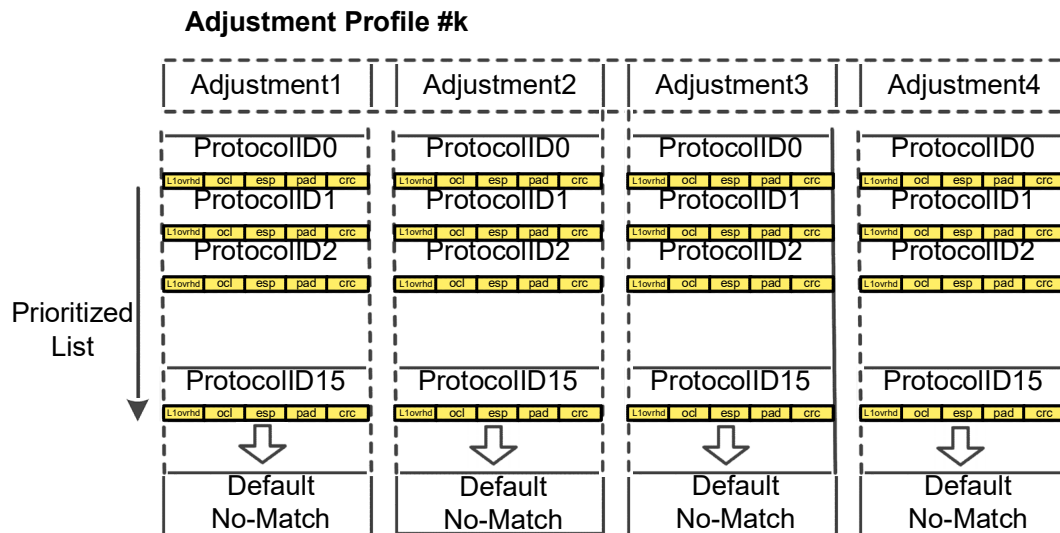 Adjustment Profile #k
Adjustment1 Adjustment2 Adjustment3 Adjustment4
ProtocolID0 ProtocolID0 ProtocolID0 ProtocolID0
L1ovrhd ocl esp pad crc L1ovrhd ocl esp pad crc L1ovrhd ocl esp pad crc L1ovrhd ocl esp pad crc
ProtocolID1 ProtocolID1 ProtocolID1 ProtocolID1
L1ovrhd ocl esp pad crc L1ovrhd ocl esp pad crc L1ovrhd ocl esp pad crc L1ovrhd ocl esp pad crc
ProtocolID2 ProtocolID2 ProtocolID2 ProtocolID2
L1ovrhd ocl esp pad crc L1ovrhd ocl esp pad crc L1ovrhd ocl esp pad crc L1ovrhd ocl esp pad crc
Prioritized
List
ProtocolID15 ProtocolID15 ProtocolID15 ProtocolID15
L1ovrhd ocl esp pad crc L1ovrhd ocl esp pad crc L1ovrhd ocl esp pad crc L1ovrhd ocl esp pad crc
Default Default Default Default
No-Match No-Match No-Match No-Match